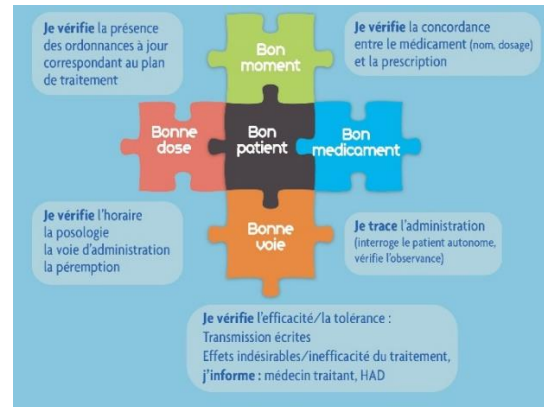 Je vérifie la présence
des ordonnances à jour
correspondant au plan
de traitement
Bon
moment
Je vérifie la concordance
entre le médicament (nom, dosage)
et la prescription
Bonne
dose
Bon
patient
Bon
medicament
Je vérifie l'horaire
la posologie
la voie d'administration
la péremption
Bonne
voie
Je trace l'administration
(interroge le patient autonome,
vérifie l'observance)
Je vérifie l'efficacité/la tolérance :
Transmission écrites
Effets indésirables/inefficacité du traitement,
j'informe : médecin traitant, HAD